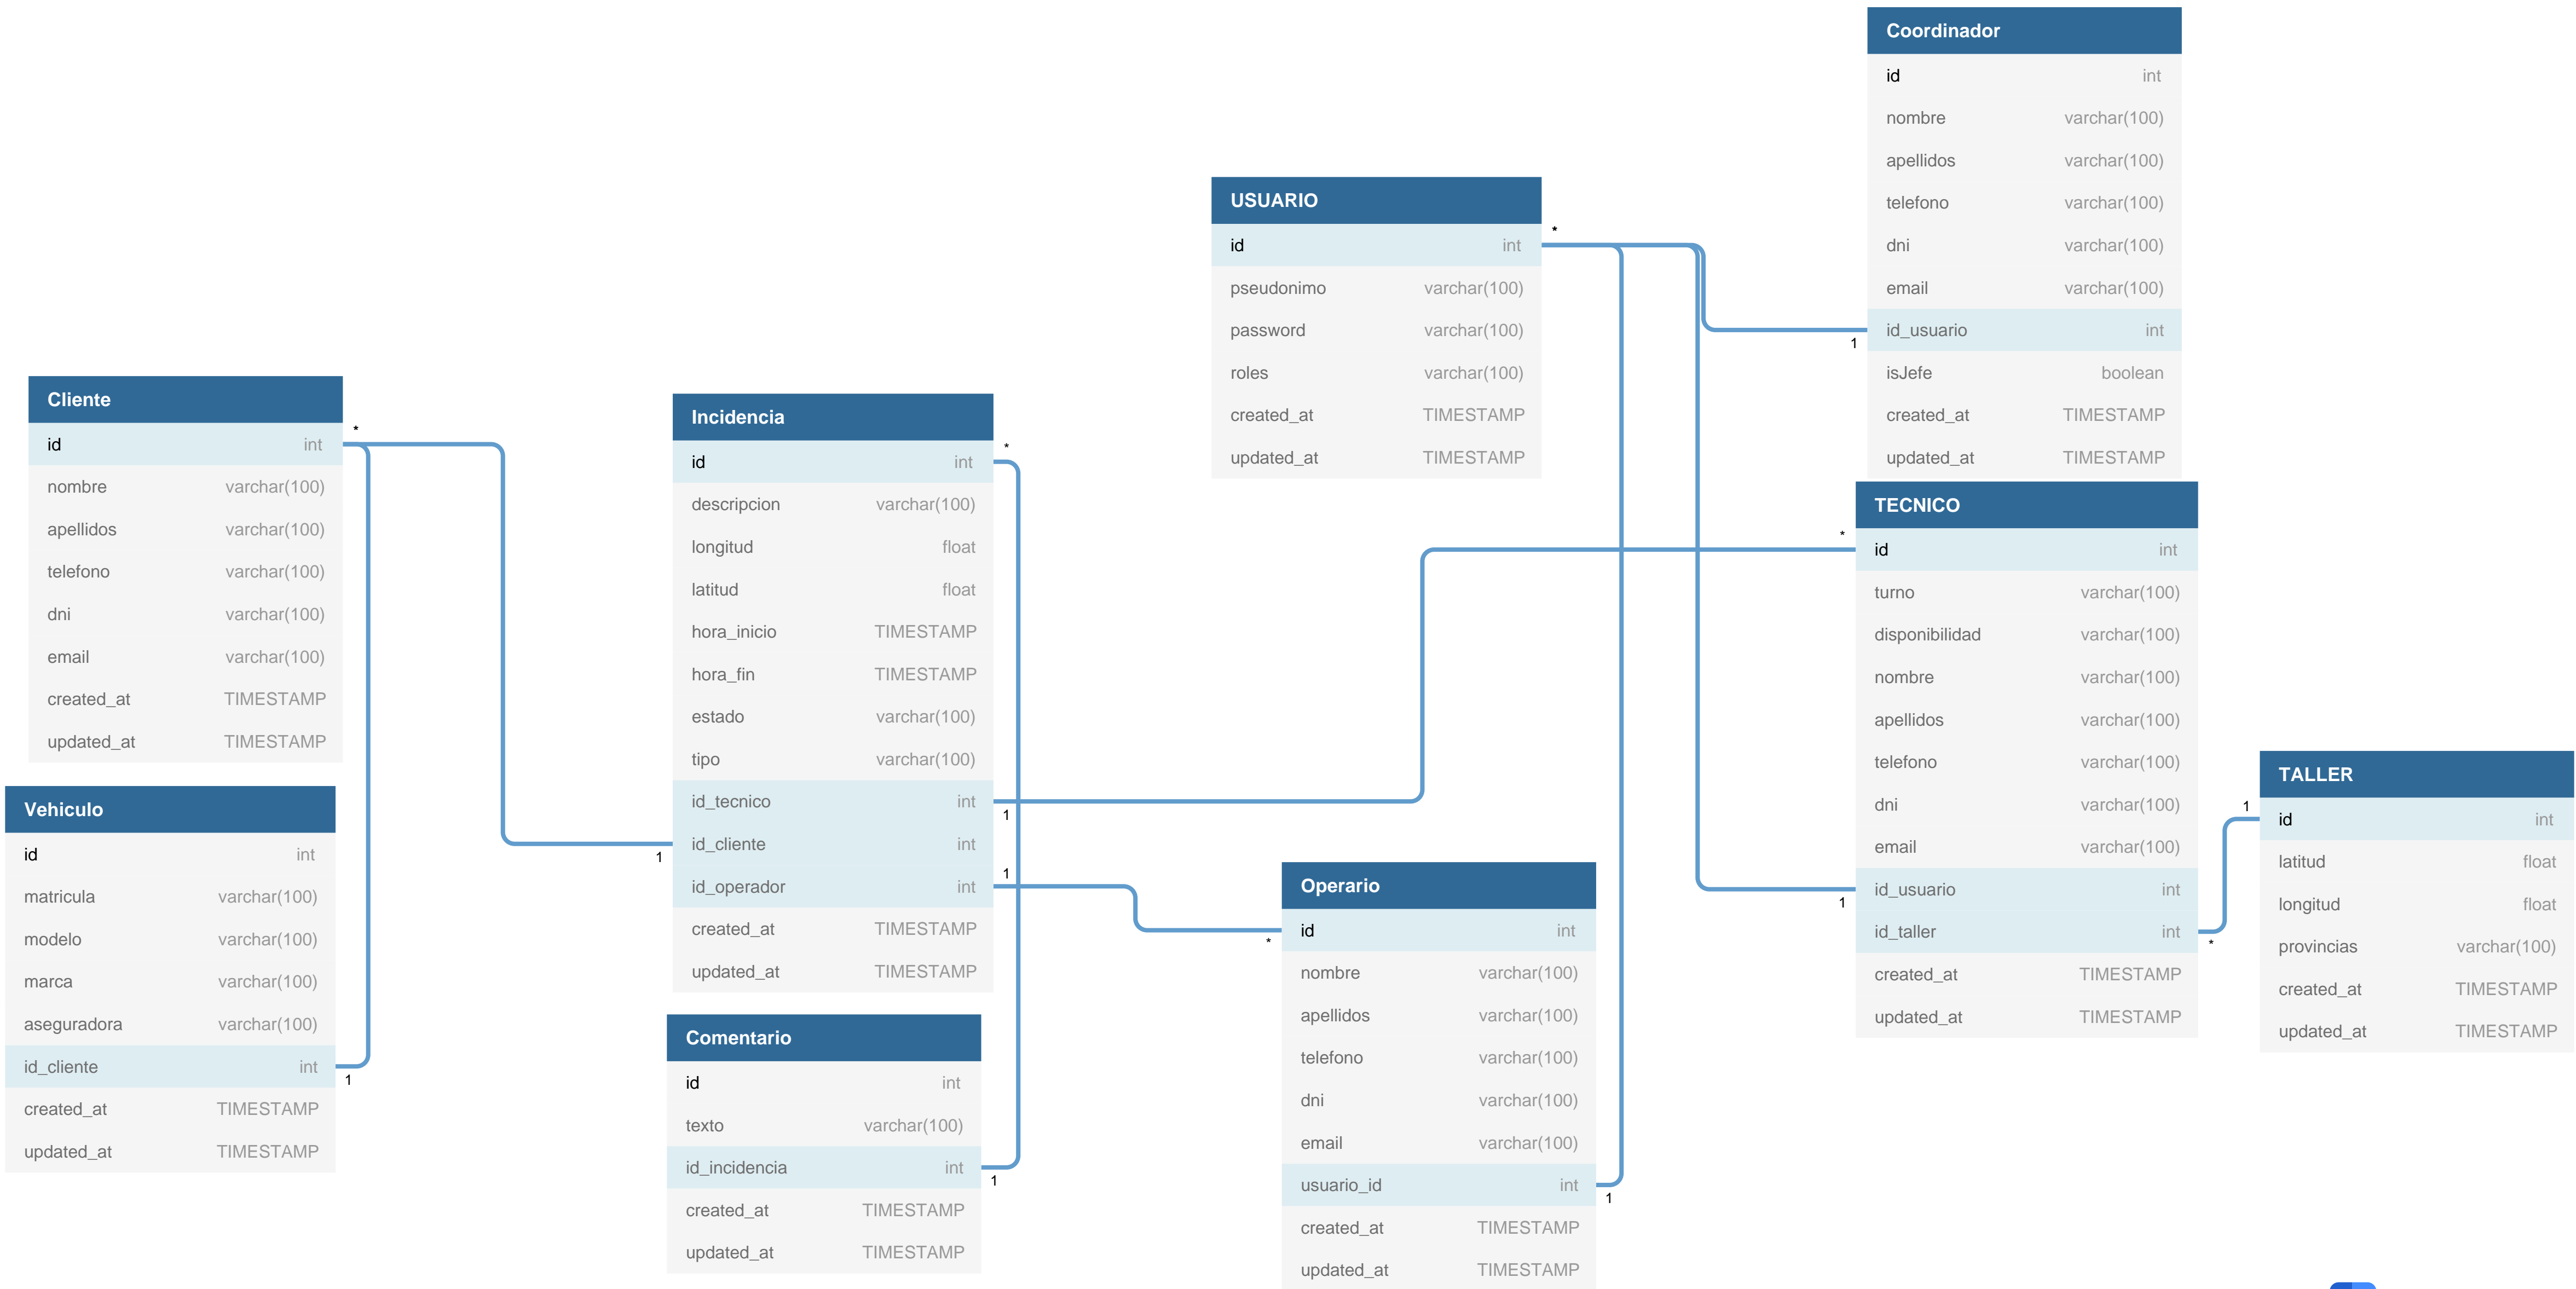 Coordinador
id int
nombre varchar(100)
apellidos varchar(100)
telefono varchar(100)
dni varchar(100)
email varchar(100)
id_usuario int
1
isJefe boolean
created_at TIMESTAMP
updated_at TIMESTAMP
USUARIO
*
id int
pseudonimo varchar(100)
password varchar(100)
roles varchar(100)
created_at TIMESTAMP
updated_at TIMESTAMP
Cliente
*
id int
nombre varchar(100)
apellidos varchar(100)
telefono varchar(100)
dni varchar(100)
email varchar(100)
created_at TIMESTAMP
updated_at TIMESTAMP
Incidencia
*
id int
descripcion varchar(100)
longitud float
latitud float
hora_inicio TIMESTAMP
hora_fin TIMESTAMP
estado varchar(100)
tipo varchar(100)
id_tecnico int
1
id_cliente int
1
1
id_operador int
created_at TIMESTAMP
updated_at TIMESTAMP
TECNICO
*
id int
turno varchar(100)
disponibilidad varchar(100)
nombre varchar(100)
apellidos varchar(100)
telefono varchar(100)
dni varchar(100)
email varchar(100)
id_usuario int
1
id_taller int
*
created_at TIMESTAMP
updated_at TIMESTAMP
TALLER
1
id int
latitud float
longitud float
provincias varchar(100)
created_at TIMESTAMP
updated_at TIMESTAMP
Vehiculo
id int
matricula varchar(100)
modelo varchar(100)
marca varchar(100)
aseguradora varchar(100)
id_cliente int
1
created_at TIMESTAMP
updated_at TIMESTAMP
Comentario
id int
texto varchar(100)
id_incidencia int
1
created_at TIMESTAMP
updated_at TIMESTAMP
Operario
id int
*
nombre varchar(100)
apellidos varchar(100)
telefono varchar(100)
dni varchar(100)
email varchar(100)
usuario_id int
1
created_at TIMESTAMP
updated_at TIMESTAMP